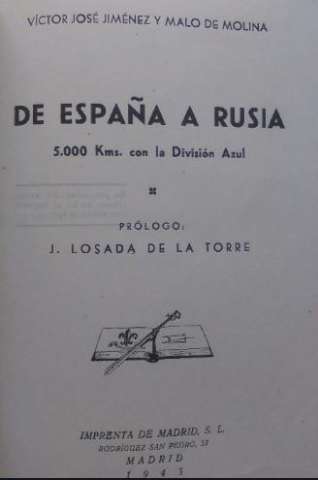 VÍCTOR JOSÉ JIMÉNEZ Y MALO DE MOLINA
DE ESPAÑA A RUSIA
5.000 Kms. con la División Azul
PRÓLOGO:
J. LOSADA DE LA TORRE
IMPRENTA DE MADRID, S. L.
RODRÍGUEZ SAN PEDRO,
MADRID
1943